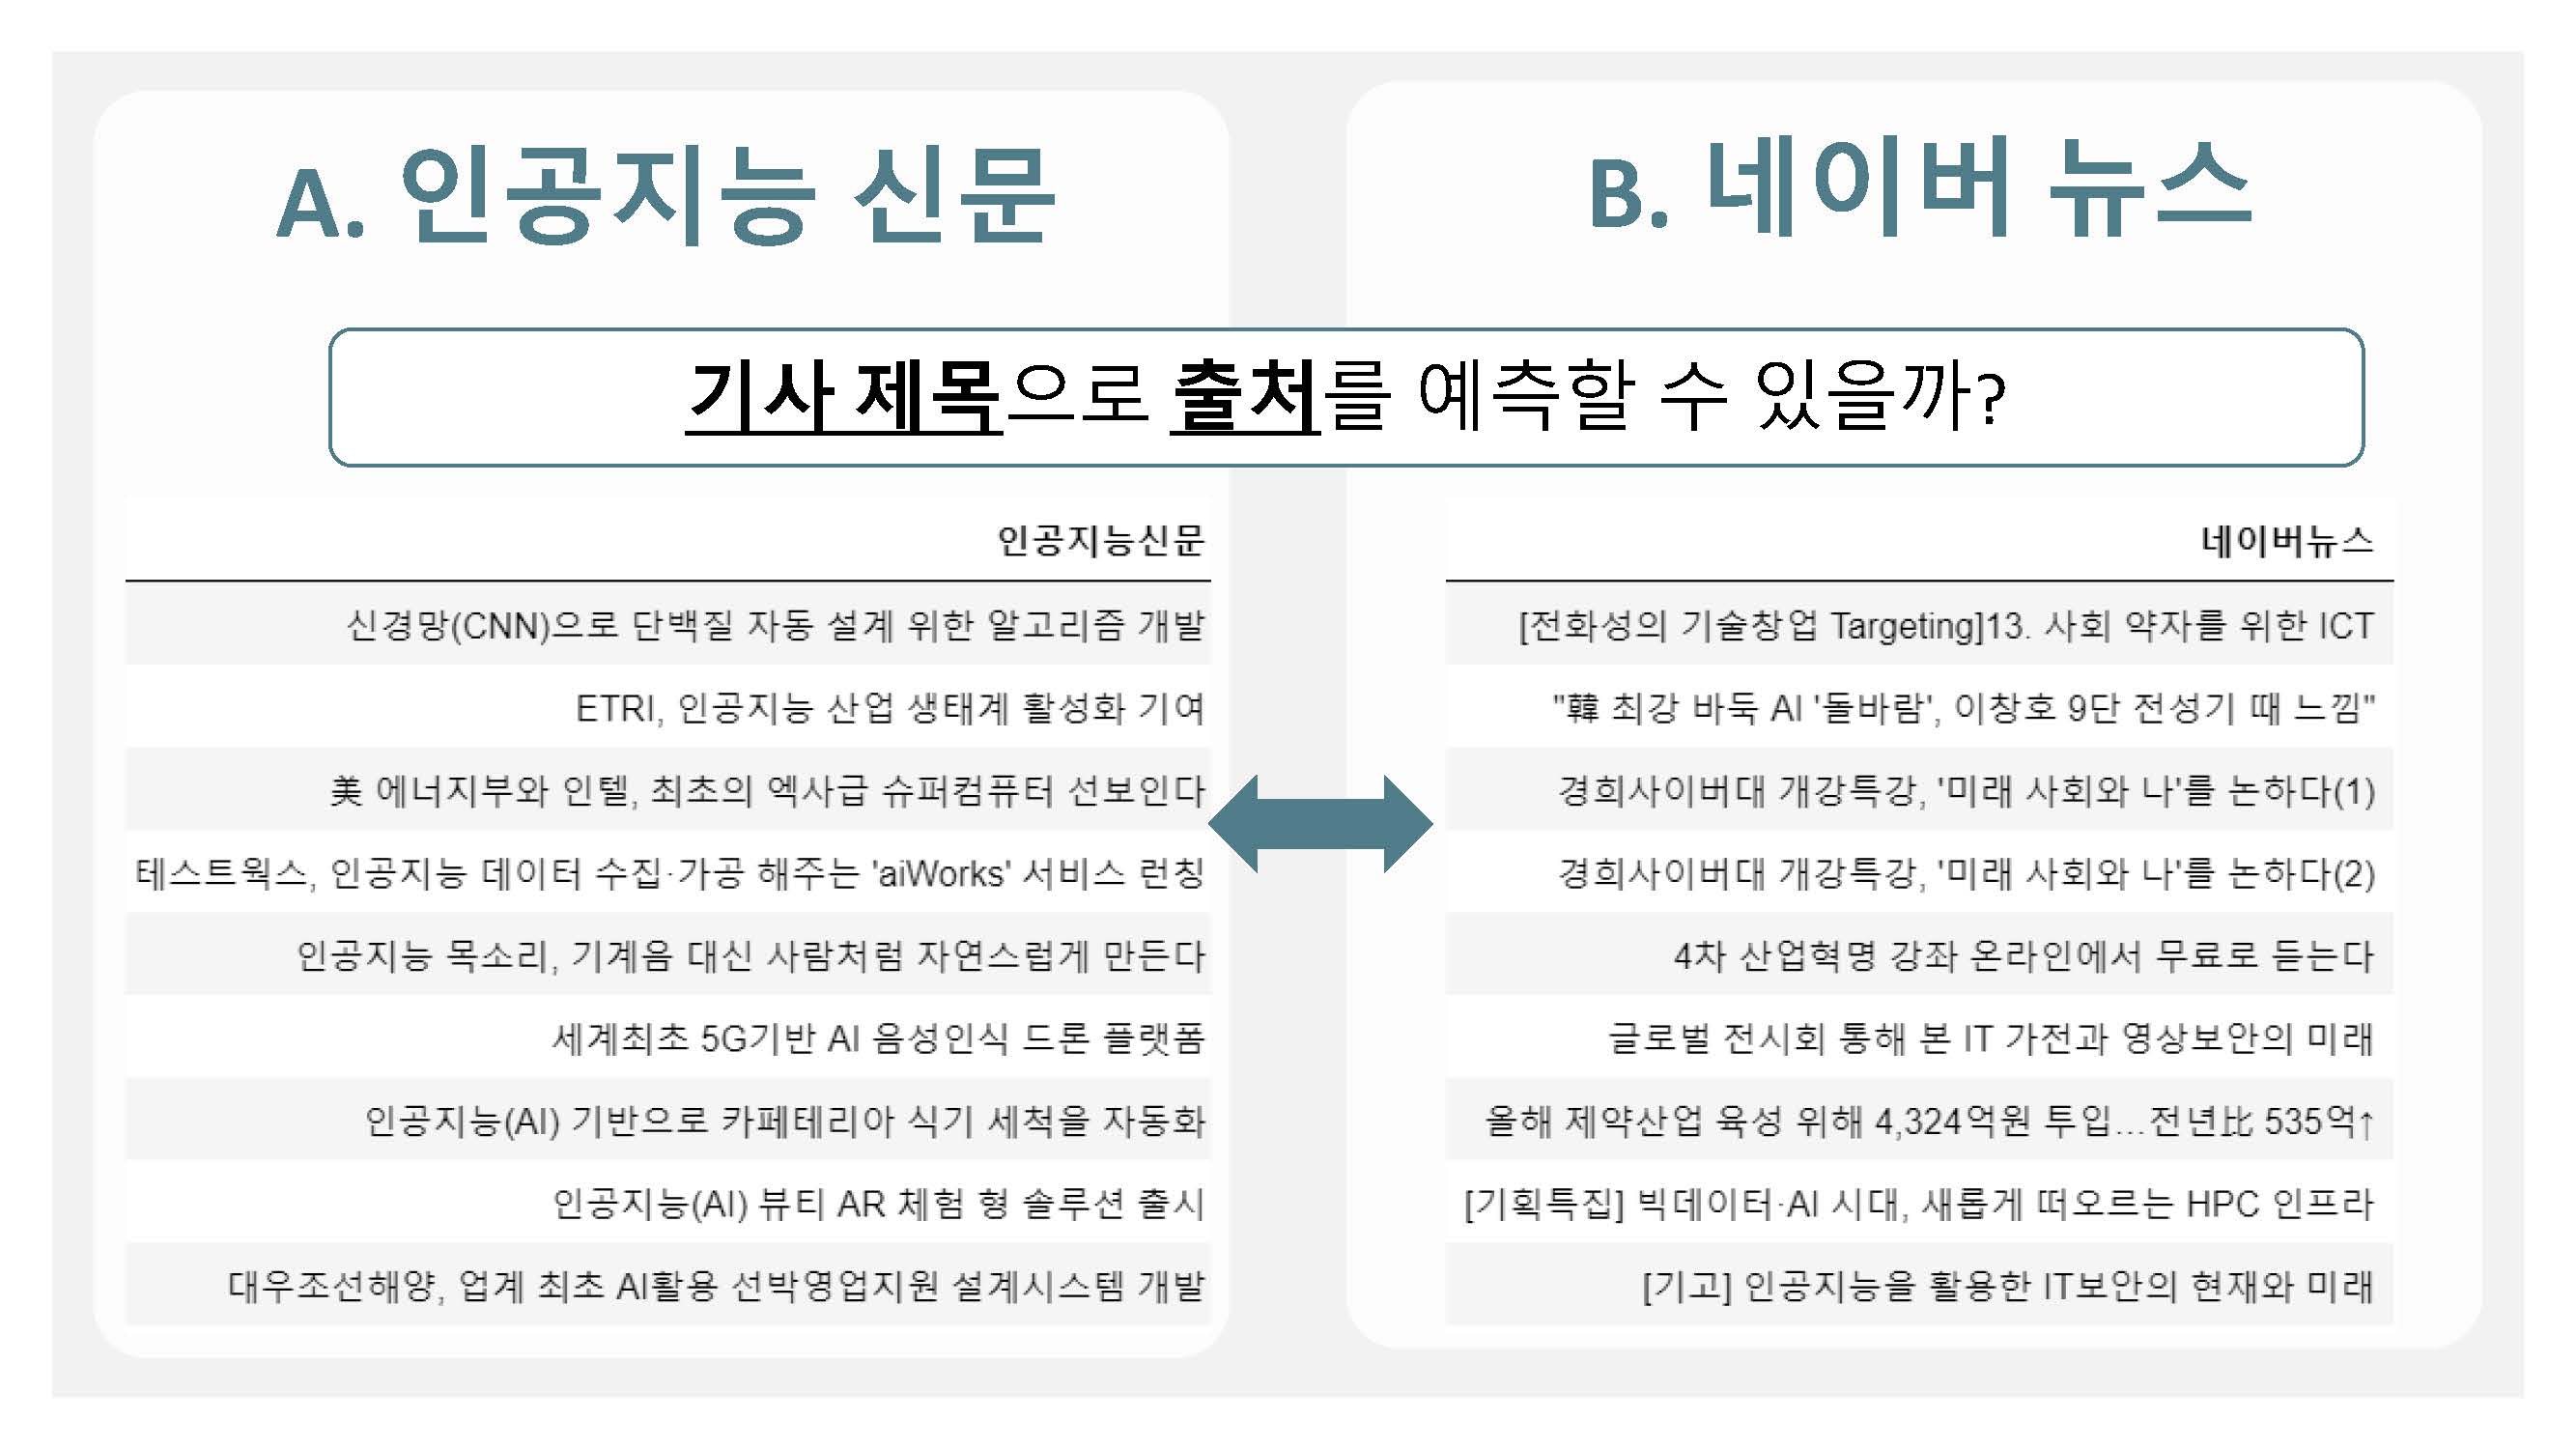 A. 인공지능 신문
B. 네이버 뉴스
기사 제목으로 출처를 예측할 수 있을까?
인공지능신문
신경망(CNN)으로 단백질 자동 설계 위한 알고리즘 개발
ETRI, 인공지능 산업 생태계 활성화 기여
美 에너지부와 인텔, 최초의 엑사급 슈퍼컴퓨터 선보인다
테스트웍스, 인공지능 데이터 수집·가공 해주는 'aiWorks' 서비스 런칭
인공지능 목소리, 기계음 대신 사람처럼 자연스럽게 만든다
세계최초 5G기반 AI 음성인식 드론 플랫폼
인공지능(AI) 기반으로 카페테리아 식기 세척을 자동화
인공지능(AI) 뷰티 AR 체험 형 솔루션 출시
대우조선해양, 업계 최초 AI활용 선박영업지원 설계시스템 개발
네이버뉴스
[전화성의 기술창업 Targeting]13. 사회 약자를 위한 ICT
"韓 최강 바둑 AI '돌바람', 이창호 9단 전성기 때 느낌"
경희사이버대 개강특강, '미래 사회와 나'를 논하다(1)
경희사이버대 개강특강, '미래 사회와 나'를 논하다(2)
4차 산업혁명 강좌 온라인에서 무료로 듣는다
글로벌 전시회 통해 본 IT 가전과 영상보안의 미래
올해 제약산업 육성 위해 4,324억원 투입…전년比 535억↑
[기획특집] 빅데이터·AI 시대, 새롭게 떠오르는 HPC 인프라
[기고] 인공지능을 활용한 IT보안의 현재와 미래